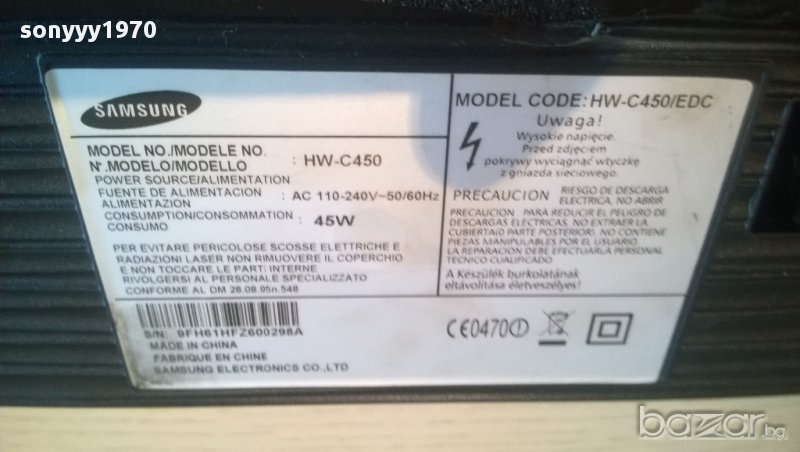 sonyyy1970
SAMSUNG
MODEL NO./MODELE NO.
N°.MODELO/MODELLO : HW-C450
POWER SOURCE/ALIMENTATION
FUENTE DE ALIMENTACION : AC 110-240V~50/60Hz
ALIMENTAZION
CONSUMPTION/CONSOMMATION : 45W
CONSUMO
PER EVITARE PERICOLOSE SCOSSE ELETTRICHE E
RADIAZIONI LASER NON RIMUOVERE IL COPERCHIO
E NON TOCCARE LE PARTI INTERNE
RIVOLGERSI AL PERSONALE SPECIALIZZATO
CONFORME AL DM 28.08.95n.548
S/N: 9FH61HFZ600298A
MADE IN CHINA
FABRIQUE EN CHINE
SAMSUNG ELECTRONICS CO.,LTD
MODEL CODE:HW-C450/EDC
Uwaga!
Wysokie napięcie.
Przed zdjęciem
pokrywy wyciągnąć wtyczkę
z gniazda sieciowego.
PRECAUCION RIESGO DE DESCARGA
ELECTRICA, NO ABRIR
PRECAUCION : PARA REDUCIR EL PELIGRO DE
DESCARGAS ELECTRICAS, NO EXTRAER LA
CUBIERTA(O PARTE POSTERIOR). NO CONTIENE
PIEZAS MANIPULABLES POR EL USUARIO.
LA REPARACION DEBE EFECTUARLA PERSONAL
TECNICO CUALIFICADO
A Készülék burkolatának
eltávolítása életveszélyes!
CE0470
bazar.bg